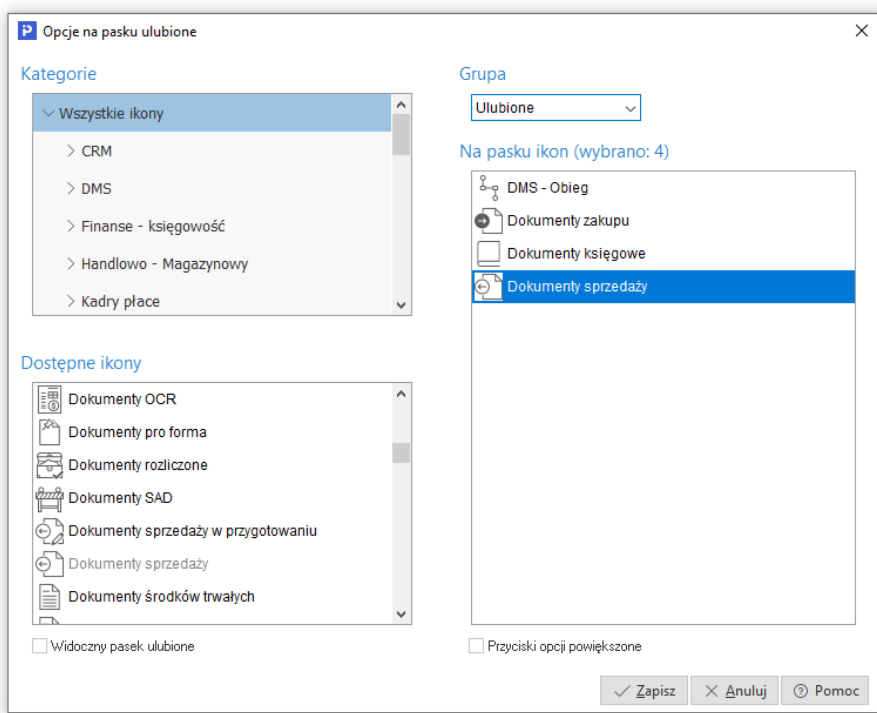 Opcje na pasku ulubione
Kategorie
Wszystkie ikony
CRM
DMS
Finanse - księgowość
Handlowo - Magazynowy
Kadry płace
Dostępne ikony
Dokumenty OCR
Dokumenty pro forma
Dokumenty rozliczone
Dokumenty SAD
Dokumenty sprzedaży w przygotowaniu
Dokumenty sprzedaży
Dokumenty środków trwałych
Widoczny pasek ulubione
Grupa
Ulubione
Na pasku ikon (wybrano: 4)
DMS - Obieg
Dokumenty zakupu
Dokumenty księgowe
Dokumenty sprzedaży
Przyciski opcji powiększone
Zapisz
Anuluj
Pomoc